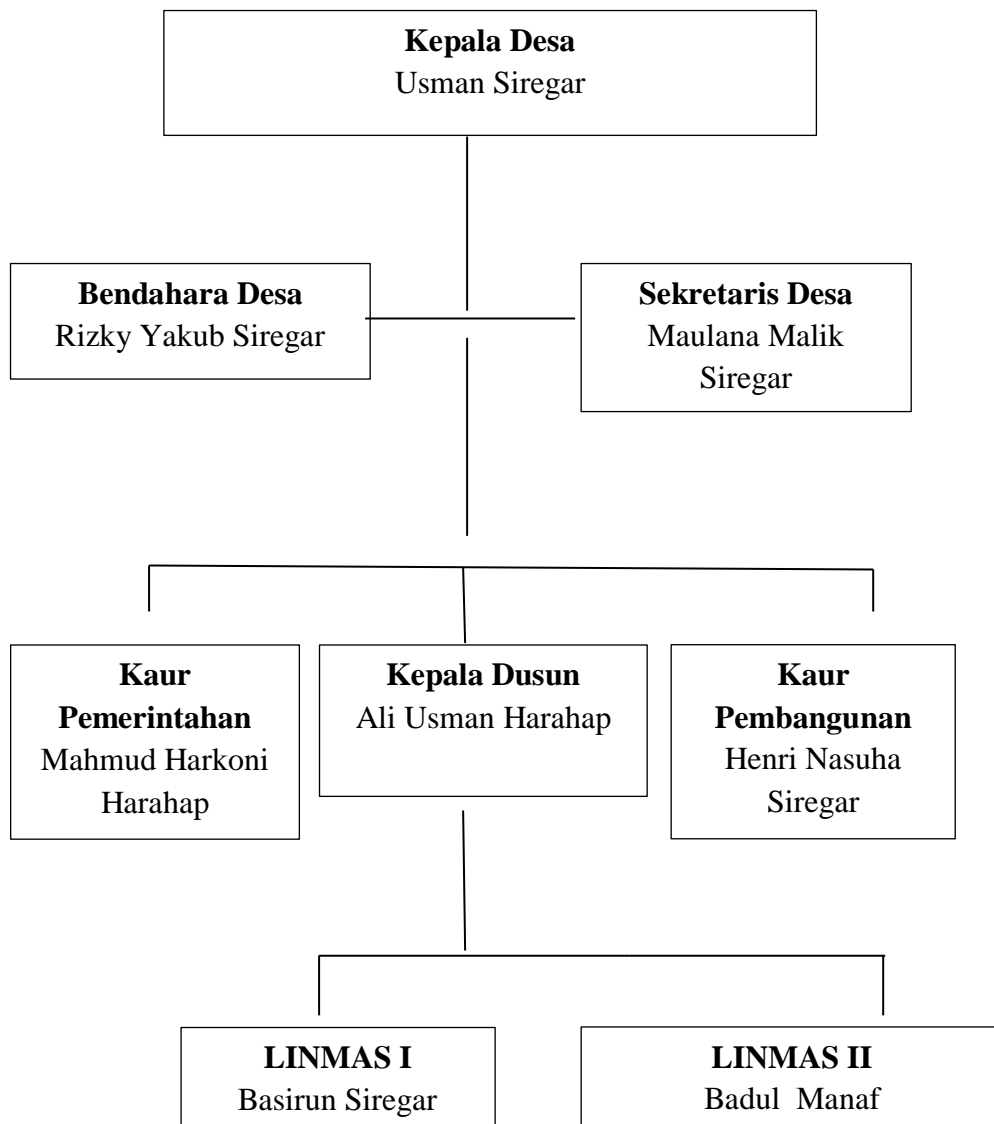 Kepala Desa
Usman Siregar
Bendahara Desa
Rizky Yakub Siregar
Sekretaris Desa
Maulana Malik
Siregar
Kaur
Pemerintahan
Mahmud Harkoni
Harahap
Kepala Dusun
Ali Usman Harahap
Kaur
Pembangunan
Henri Nasuha
Siregar
LINMAS I
Basirun Siregar
LINMAS II
Badul Manaf